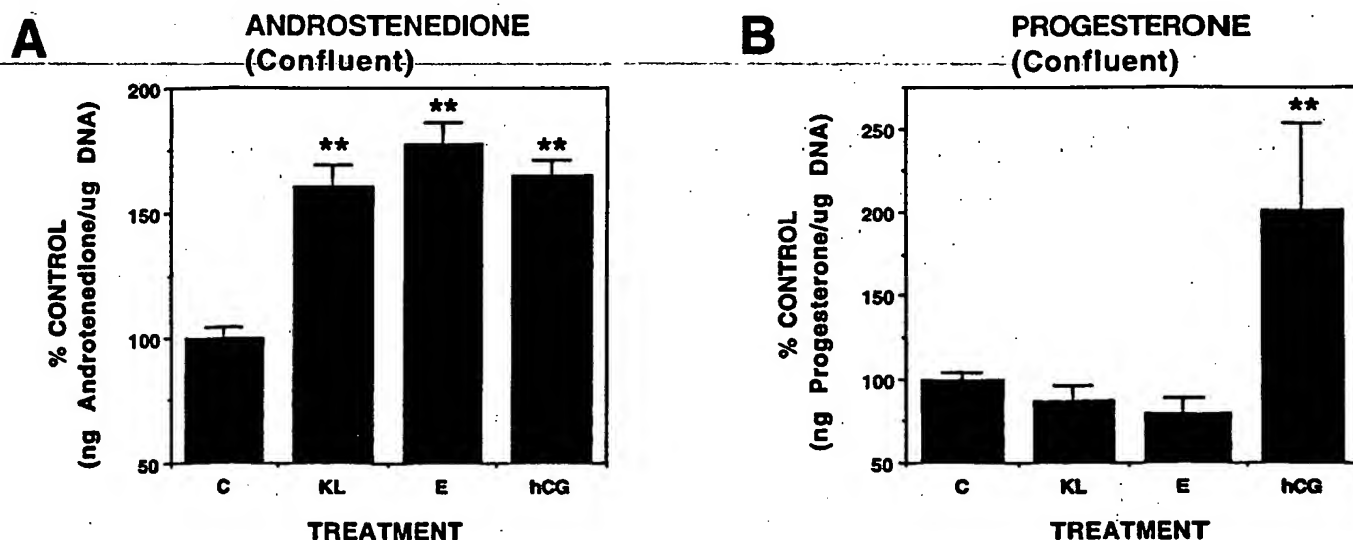 A
ANDROSTENEDIONE
(Confluent)
% CONTROL
(ng Androtenedione/ug DNA)
200
150
100
50
**
**
**
C KL E hCG
TREATMENT
B
PROGESTERONE
(Confluent)
% CONTROL
(ng Progesterone/ug DNA)
250
200
150
100
50
**
C KL E hCG
TREATMENT